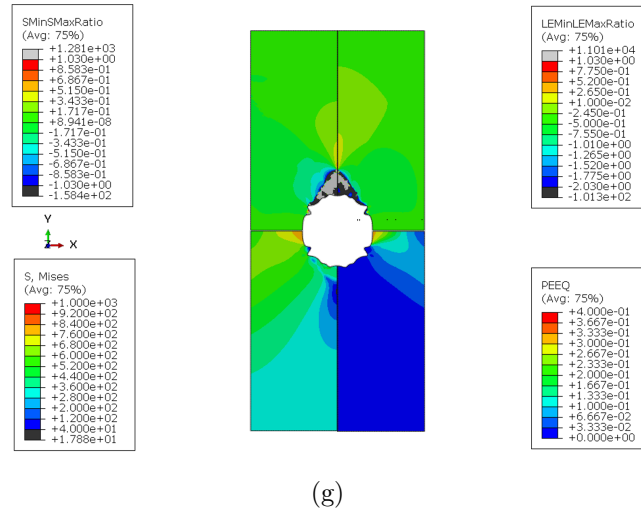 SMinSMaxRatio
(Avg: 75%)
+1.281e+03
+1.030e+00
+8.583e-01
+6.867e-01
+5.150e-01
+3.433e-01
+1.717e-01
+8.941e-08
-1.717e-01
-3.433e-01
-5.150e-01
-6.867e-01
-8.583e-01
-1.030e+00
-1.584e+02
LEMinLEMaxRatio
(Avg: 75%)
+1.101e+04
+1.030e+00
+7.750e-01
+5.200e-01
+2.650e-01
+1.000e-02
-2.450e-01
-5.000e-01
-7.550e-01
-1.010e+00
-1.265e+00
-1.520e+00
-1.775e+00
-2.030e+00
-1.013e+02
Y
Z
X
S, Mises
(Avg: 75%)
+1.000e+03
+9.200e+02
+8.400e+02
+7.600e+02
+6.800e+02
+6.000e+02
+5.200e+02
+4.400e+02
+3.600e+02
+2.800e+02
+2.000e+02
+1.200e+02
+4.000e+01
+1.788e+01
PEEQ
(Avg: 75%)
+4.000e-01
+3.667e-01
+3.333e-01
+3.000e-01
+2.667e-01
+2.333e-01
+2.000e-01
+1.667e-01
+1.333e-01
+1.000e-01
+6.667e-02
+3.333e-02
+0.000e+00
(g)